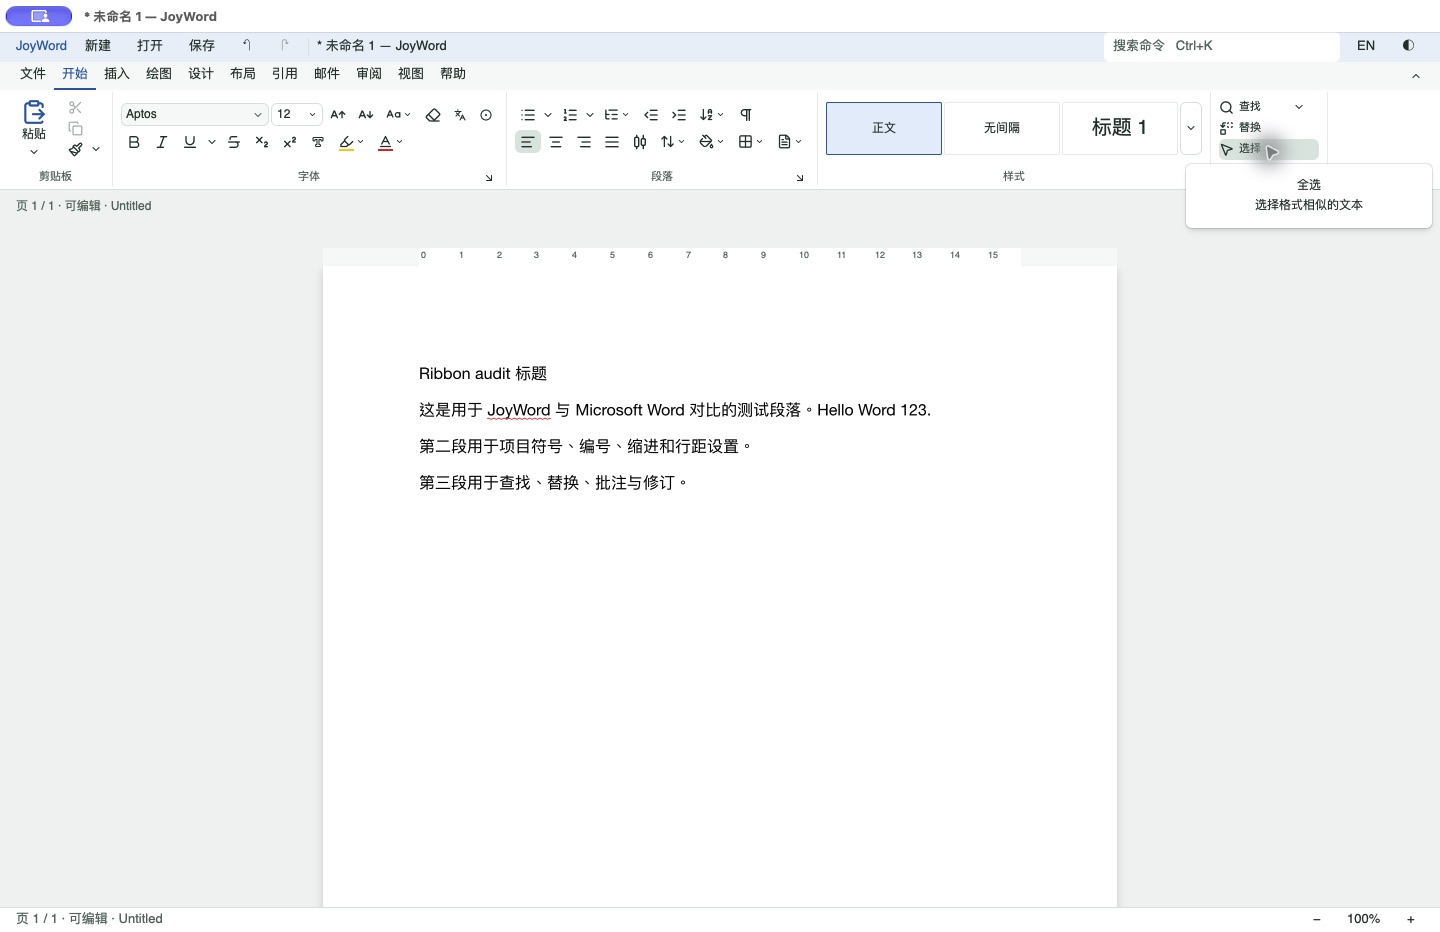 * 未命名 1 — JoyWord
JoyWord 新建 打开 保存 * 未命名 1 — JoyWord 搜索命令 Ctrl+K EN
文件 开始 插入 绘图 设计 布局 引用 邮件 审阅 视图 帮助
粘贴
剪贴板
Aptos 12
字体
段落
正文 无间隔 标题 1
样式
查找
替换
选择
全选
选择格式相似的文本
页 1 / 1 · 可编辑 · Untitled
0 1 2 3 4 5 6 7 8 9 10 11 12 13 14 15
Ribbon audit 标题
这是用于 JoyWord 与 Microsoft Word 对比的测试段落。Hello Word 123.
第二段用于项目符号、编号、缩进和行距设置。
第三段用于查找、替换、批注与修订。
页 1 / 1 · 可编辑 · Untitled − 100% +